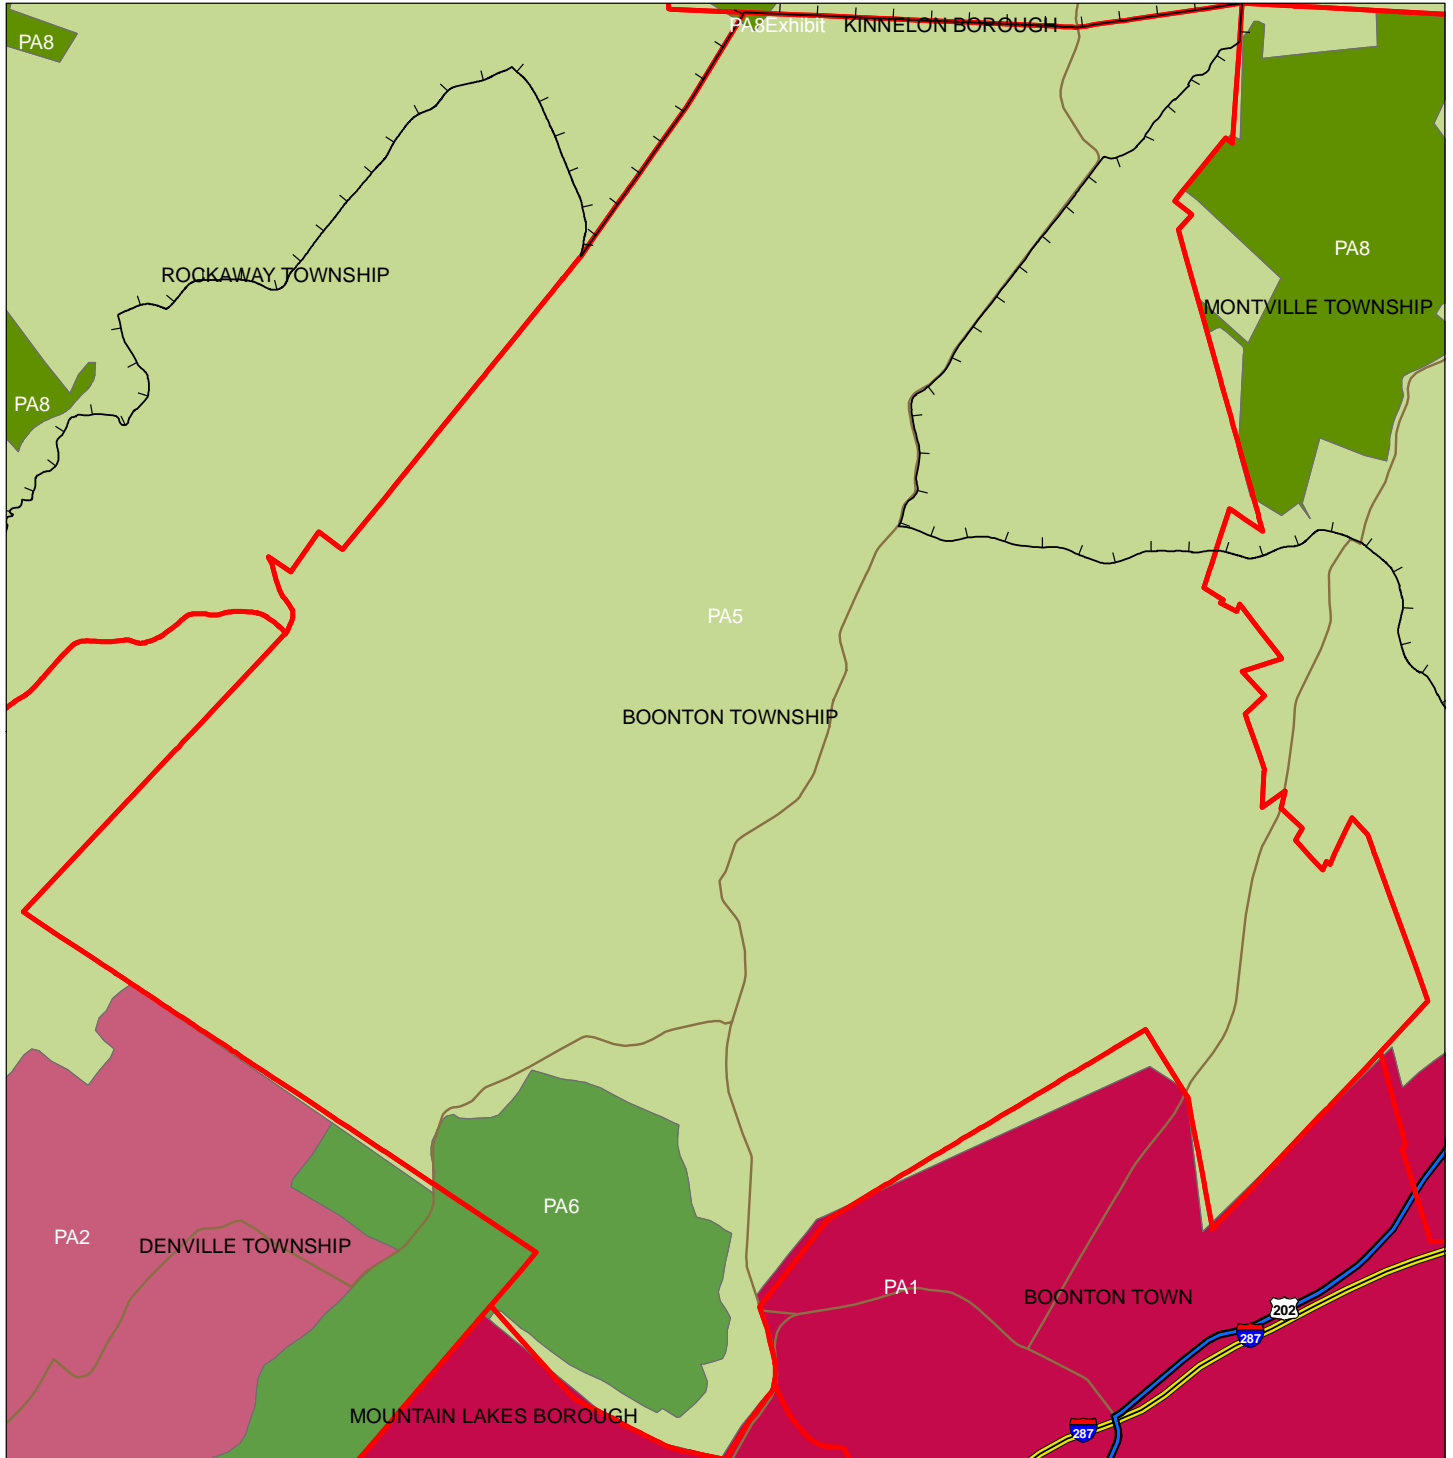 PA8Exhibit
KINNELON BOROUGH
PA8
PA8
ROCKAWAY TOWNSHIP
MONTVILLE TOWNSHIP
PA8
PA5
BOONTON TOWNSHIP
PA6
PA2
DENVILLE TOWNSHIP
PA1
BOONTON TOWN
202
287
MOUNTAIN LAKES BOROUGH
287